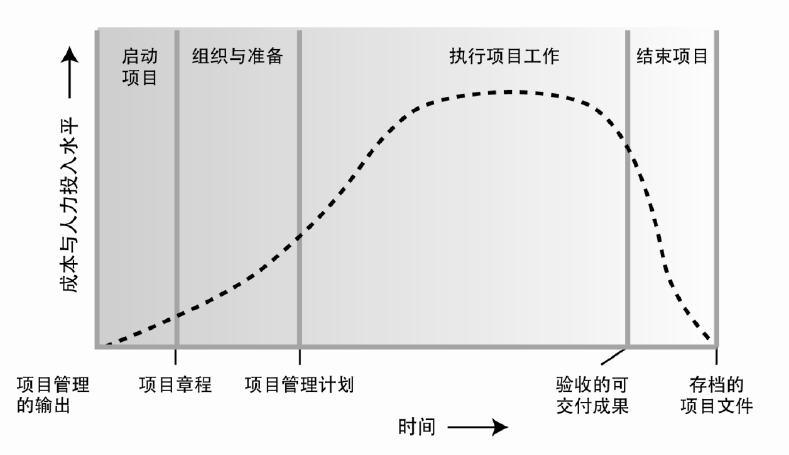 启动
项目
组织与准备
执行项目工作
结束项目
成本与人力投入水平
项目管理
的输出
项目章程
项目管理计划
验收的可
交付成果
存档的
项目文件
时间